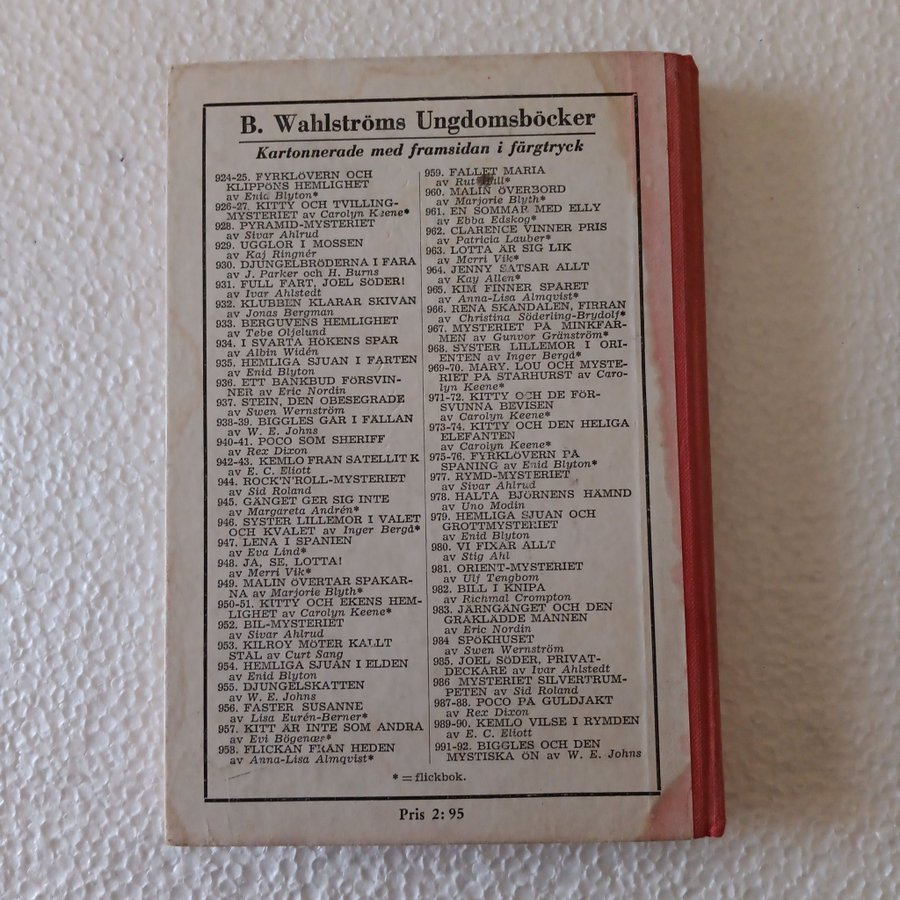 B. Wahlströms Ungdomsböcker
Kartonnerade med framsidan i färgtryck
924-25. FYRKLÖVERN OCH
KLIPPÖNS HEMLIGHET
av Enid Blyton*
926-27. KITTY OCH TVILLING-
MYSTERIET av Carolyn Keene*
928. PYRAMID-MYSTERIET
av Sivar Ahlrud
929. UGGLOR I MOSSEN
av Kaj Ringnér
930. DJUNGELBRÖDERNA I FARA
av J. Parker och H. Burns
931. FULL FART, JOEL SÖDER!
av Ivar Ahlstedt
932. KLUBBEN KLARAR SKIVAN
av Jonas Bergman
933. BERGUVENS HEMLIGHET
av Tebe Oljelund
934. I SVARTA HÖKENS SPÅR
av Albin Widén
935. HEMLIGA SJUAN I FARTEN
av Enid Blyton
936. ETT BANKBUD FÖRSVIN-
NER av Eric Nordin
937. STEIN, DEN OBESEGRADE
av Swen Wernström
938-39. BIGGLES GÅR I FÄLLAN
av W. E. Johns
940-41. POCO SOM SHERIFF
av Rex Dixon
942-43. KEMLO FRÅN SATELLIT K
av E. C. Eliott
944. ROCK'N'ROLL-MYSTERIET
av Sid Roland
945. GÄNGET GER SIG INTE
av Margareta Andrén*
946. SYSTER LILLEMOR I VALET
OCH KVALET av Inger Bergå*
947. LENA I SPANIEN
av Eva Lind*
948. JA, SE, LOTTA!
av Merri Vik*
949. MALIN ÖVERTAR SPAKAR-
NA av Marjorie Blyth*
950-51. KITTY OCH EKENS HEM-
LIGHET av Carolyn Keene*
952. BIL-MYSTERIET
av Sivar Ahlrud
953. KILROY MÖTER KALLT
STÅL av Curt Sang
954. HEMLIGA SJUAN I ELDEN
av Enid Blyton
955. DJUNGELSKATTEN
av W. E. Johns
956. FASTER SUSANNE
av Lisa Eurén-Berner*
957. KITT ÄR INTE SOM ANDRA
av Evi Bögenæs*
958. FLICKAN FRÅN HEDEN
av Anna-Lisa Almqvist*
959. FALLET MARIA
av Rut
960. MALIN ÖVERBORD
av Marjorie Blyth*
961. EN SOMMAR MED ELLY
av Ebba Edskog*
962. CLARENCE VINNER PRIS
av Patricia Lauber*
963. LOTTA ÄR SIG LIK
av Merri Vik*
964. JENNY SATSAR ALLT
av Kay Allen*
965. KIM FINNER SPÅRET
av Anna-Lisa Almqvist*
966. RENA SKANDALEN, FIRRAN
av Christina Söderling-Brydolf*
967. MYSTERIET PÅ MINKFAR-
MEN av Gunvor Gränström*
968. SYSTER LILLEMOR I ORI-
ENTEN av Inger Bergå*
969-70. MARY, LOU OCH MYSTE-
RIET PÅ STARHURST av Caro-
lyn Keene*
971-72. KITTY OCH DE FÖR-
SVUNNA BEVISEN
av Carolyn Keene*
973-74. KITTY OCH DEN HELIGA
ELEFANTEN
av Carolyn Keene*
975-76. FYRKLÖVERN PÅ
SPANING av Enid Blyton*
977. RYMD-MYSTERIET
av Sivar Ahlrud
978. HALTA BJÖRNENS HÄMND
av Uno Modin
979. HEMLIGA SJUAN OCH
GROTTMYSTERIET
av Enid Blyton
980. VI FIXAR ALLT
av Stig Ahl
981. ORIENT-MYSTERIET
av Ulf Tengbom
982. BILL I KNIPA
av Richmal Crompton
983. JÄRNGÄNGET OCH DEN
GRÅKLÄDDE MANNEN
av Eric Nordin
984 SPÖKHUSET
av Swen Wernström
985. JOEL SÖDER, PRIVAT-
DECKARE av Ivar Ahlstedt
986 MYSTERIET SILVERTRUM-
PETEN av Sid Roland
987-88. POCO PÅ GULDJAKT
av Rex Dixon
989-90. KEMLO VILSE I RYMDEN
av E. C. Eliott
991-92. BIGGLES OCH DEN
MYSTISKA ÖN av W. E. Johns
* = flickbok.
Pris 2:95